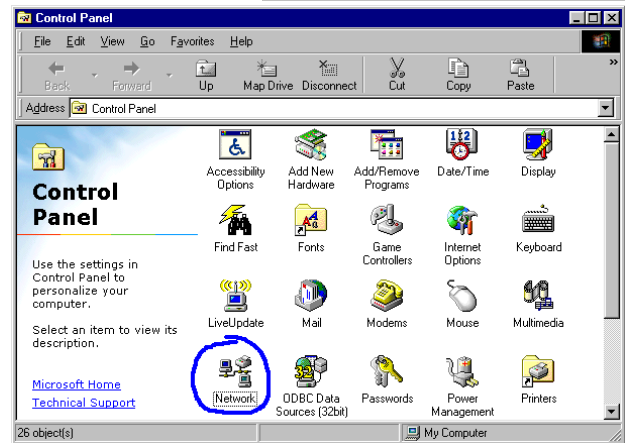 Control Panel
File Edit View Go Favorites Help
Back Forward Up Map Drive Disconnect Cut Copy Paste »
Address Control Panel
Control
Panel
Use the settings in
Control Panel to
personalize your
computer.
Select an item to view its
description.
Microsoft Home
Technical Support
Accessibility
Options
Add New
Hardware
Add/Remove
Programs
Date/Time
Display
Find Fast
Fonts
Game
Controllers
Internet
Options
Keyboard
LiveUpdate
Mail
Modems
Mouse
Multimedia
Network
ODBC Data
Sources (32bit)
Passwords
Power
Management
Printers
26 object(s)
My Computer